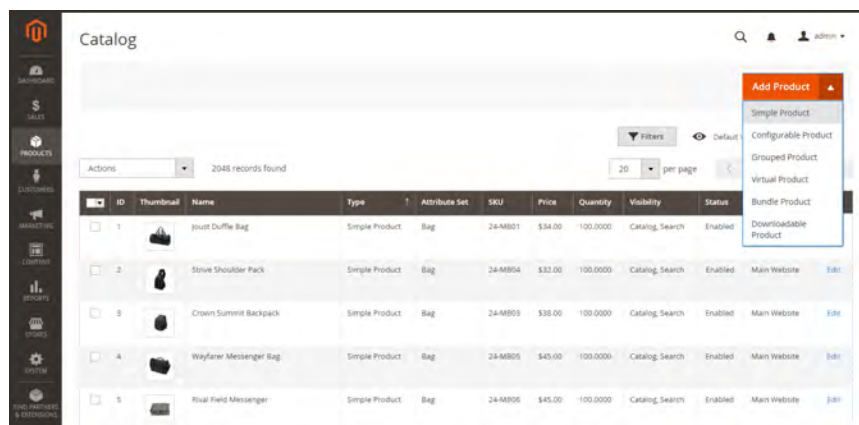 Catalog
admin
DASHBOARD
Add Product
$
SALES
Simple Product
Filters
Default
Configurable Product
PRODUCTS
Grouped Product
Actions
2048 records found
20
per page
Virtual Product
CUSTOMERS
ID Thumbnail Name Type ↑ Attribute Set SKU Price Quantity Visibility Status
Bundle Product
MARKETING
1 Joust Duffle Bag Simple Product Bag 24-MB01 $34.00 100.0000 Catalog, Search Enabled
Downloadable
Product
CONTENT
2 Strive Shoulder Pack Simple Product Bag 24-MB04 $32.00 100.0000 Catalog, Search Enabled Main Website Edit
REPORTS
3 Crown Summit Backpack Simple Product Bag 24-MB03 $38.00 100.0000 Catalog, Search Enabled Main Website Edit
STORES
4 Wayfarer Messenger Bag Simple Product Bag 24-MB05 $45.00 100.0000 Catalog, Search Enabled Main Website Edit
SYSTEM
5 Rival Field Messenger Simple Product Bag 24-MB06 $45.00 100.0000 Catalog, Search Enabled Main Website Edit
FIND PARTNERS
& EXTENSIONS